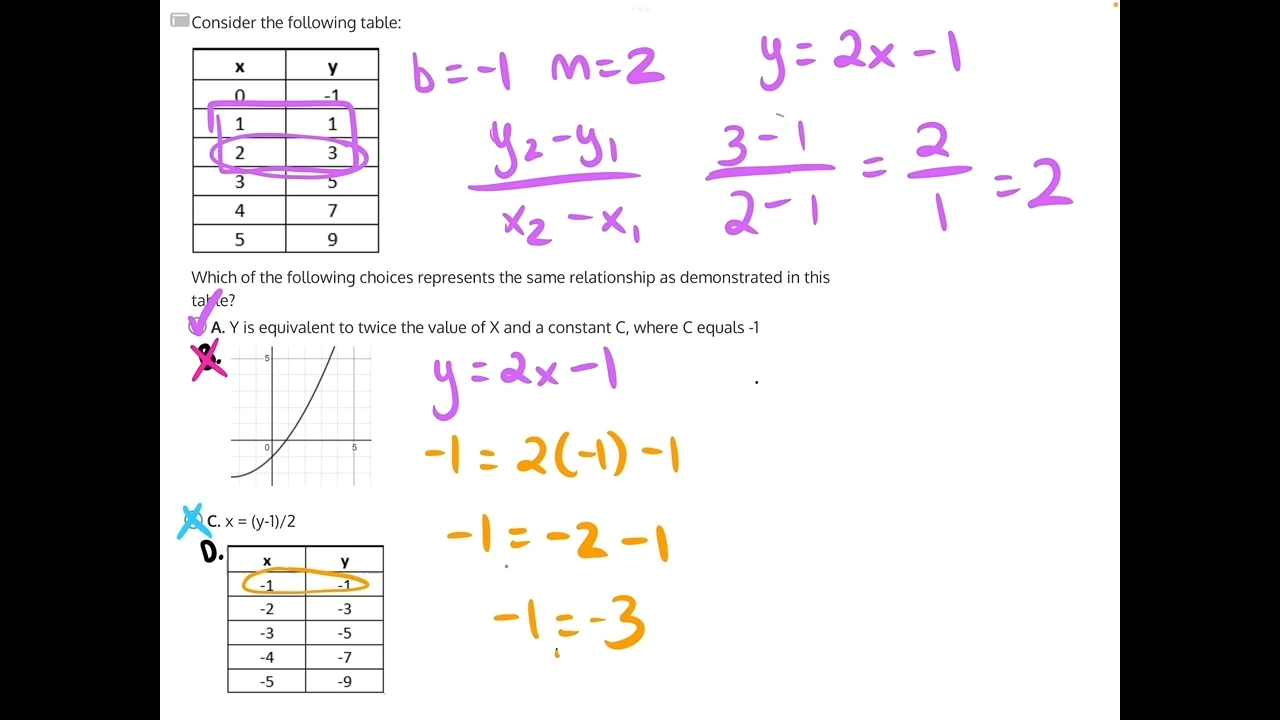 Consider the following table:
x y
0 -1
1 1
2 3
3 5
4 7
5 9
b = -1 m = 2 y = 2x - 1
y₂ - y₁ / x₂ - x₁
3 - 1 / 2 - 1 = 2 / 1 = 2
Which of the following choices represents the same relationship as demonstrated in this
table?
A. Y is equivalent to twice the value of X and a constant C, where C equals -1
B.
5
0 5
y = 2x - 1
-1 = 2(-1) - 1
-1 = -2 - 1
-1 = -3
C. x = (y-1)/2
D.
x y
-1 -1
-2 -3
-3 -5
-4 -7
-5 -9